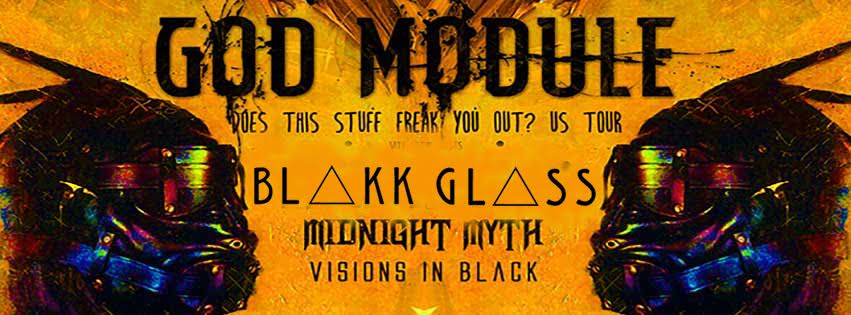 GOD MODULE
DOES THIS STUFF FREAK YOU OUT? US TOUR
BL△KK GL△SS
MIDNIGHT MYTH
VISIONS IN BLACK